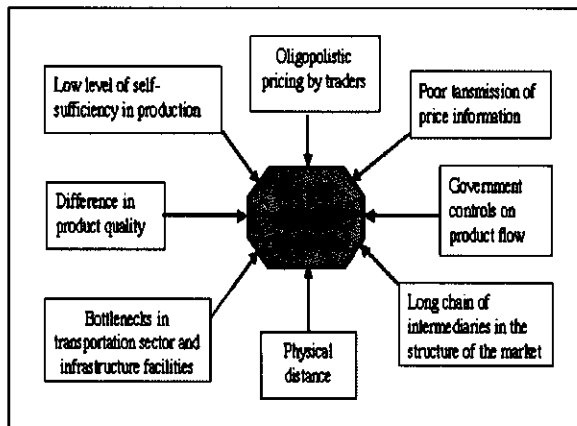 Oligopolistic
pricing by traders
Low level of self-
sufficiency in production
Poor tansmission of
price information
Difference in
product quality
Government
controls on
product flow
Bottlenecks in
transportation sector and
infrastructure facilities
Physical
distance
Long chain of
intermediaries in the
structure of the market